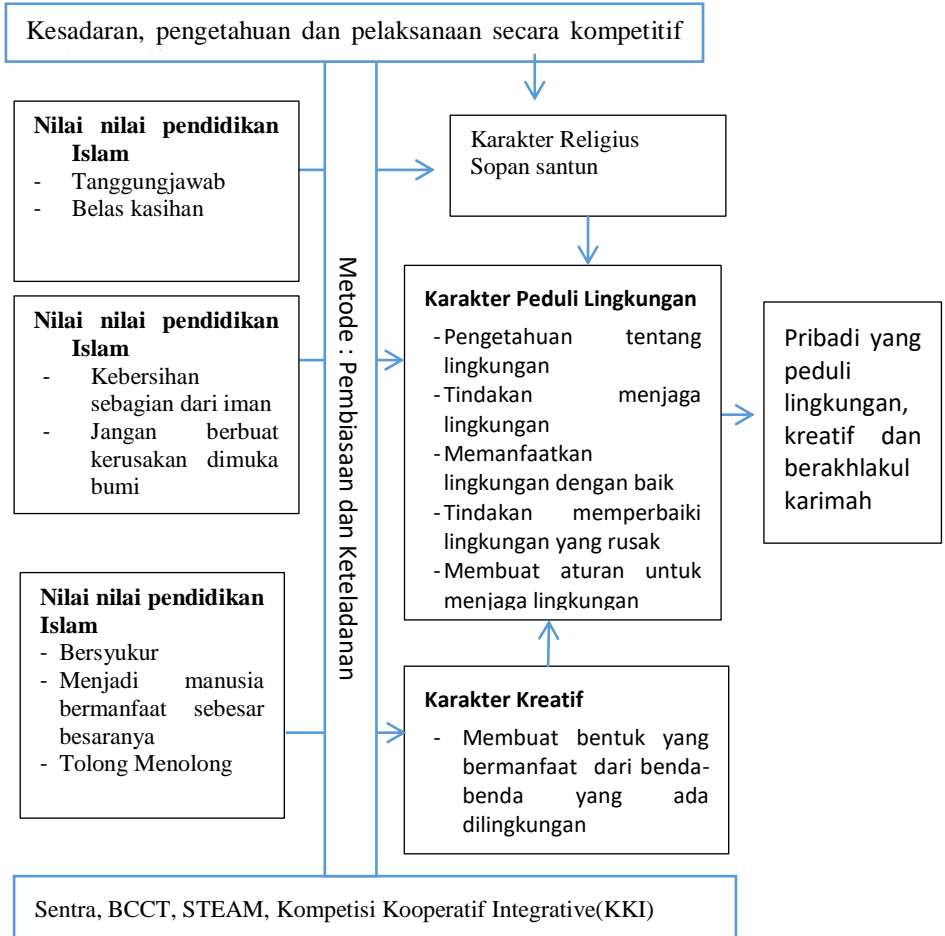 Kesadaran, pengetahuan dan pelaksanaan secara kompetitif
Nilai nilai pendidikan
Islam
- Tanggungjawab
- Belas kasihan
Karakter Religius
Sopan santun
Metode : Pembiasaan dan Keteladanan
Nilai nilai pendidikan
Islam
- Kebersihan
sebagian dari iman
- Jangan berbuat
kerusakan dimuka
bumi
Karakter Peduli Lingkungan
- Pengetahuan tentang
lingkungan
- Tindakan menjaga
lingkungan
- Memanfaatkan
lingkungan dengan baik
- Tindakan memperbaiki
lingkungan yang rusak
- Membuat aturan untuk
menjaga lingkungan
Pribadi yang
peduli
lingkungan,
kreatif dan
berakhlakul
karimah
Nilai nilai pendidikan
Islam
- Bersyukur
- Menjadi manusia
bermanfaat sebesar
besaranya
- Tolong Menolong
Karakter Kreatif
- Membuat bentuk yang
bermanfaat dari benda-
benda yang ada
dilingkungan
Sentra, BCCT, STEAM, Kompetisi Kooperatif Integrative(KKI)